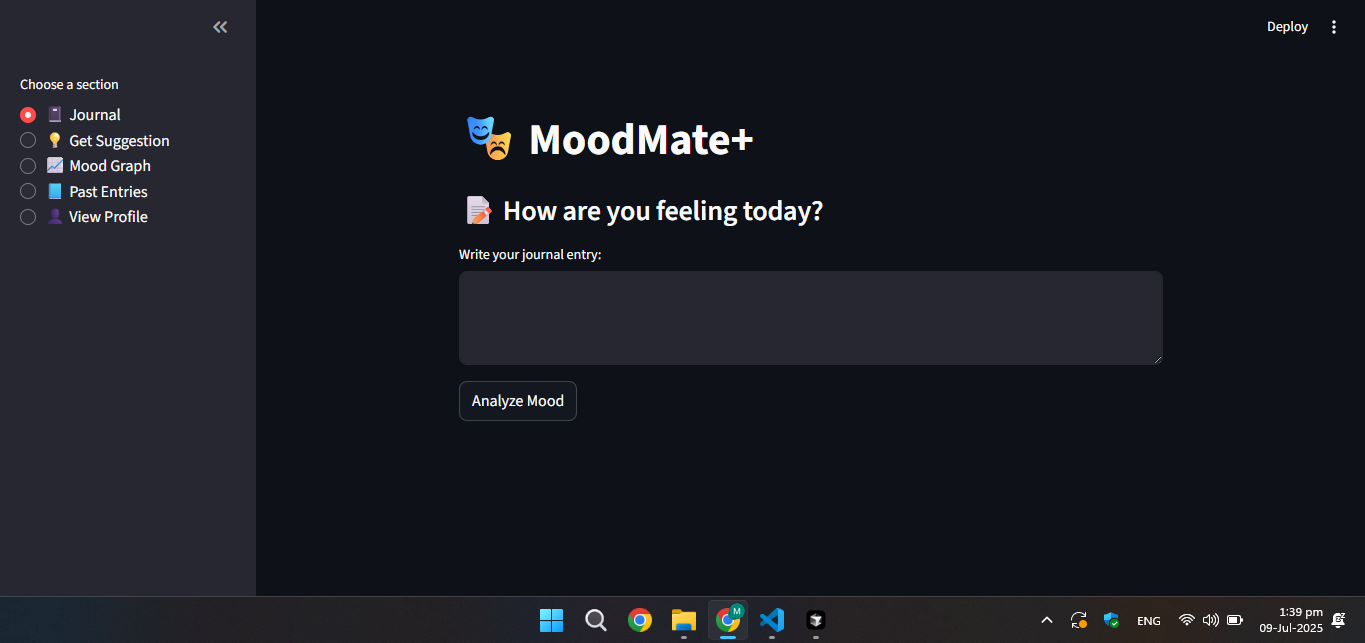 Deploy
Choose a section
Journal
Get Suggestion
Mood Graph
Past Entries
View Profile
MoodMate+
How are you feeling today?
Write your journal entry:
Analyze Mood
M
ENG
1:39 pm
09-Jul-2025